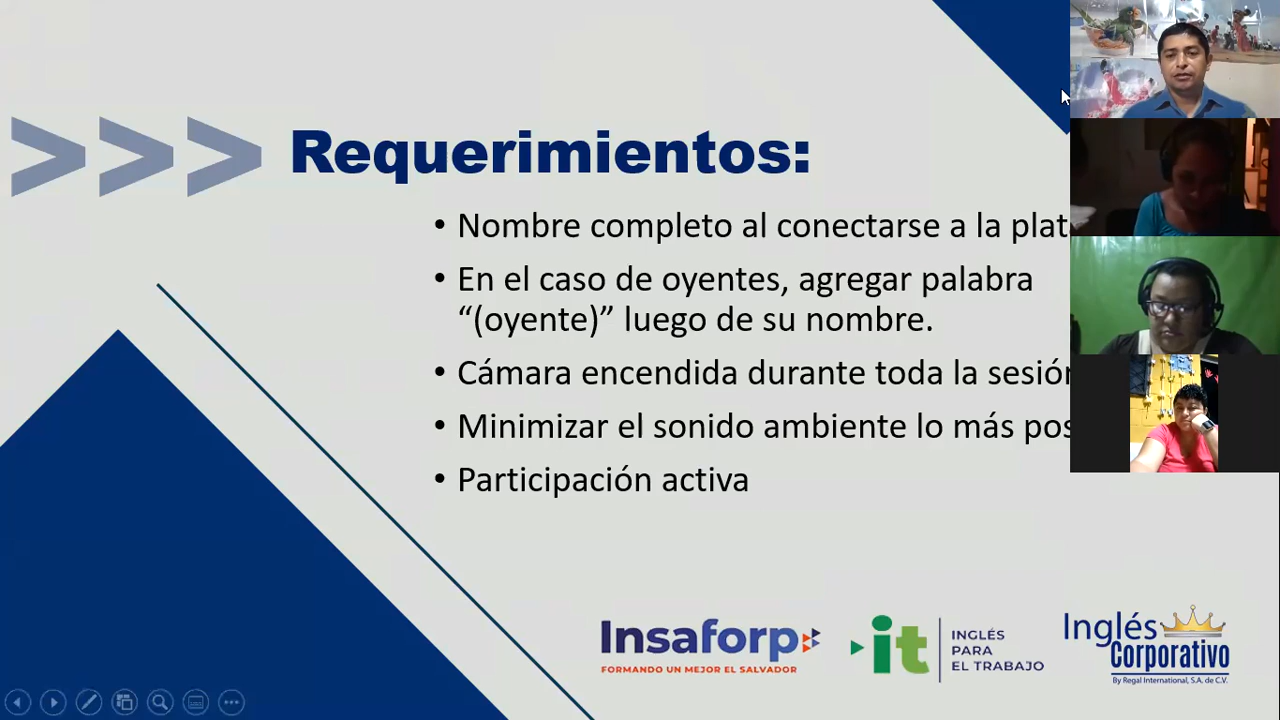 Requerimientos:
• Nombre completo al conectarse a la plat
• En el caso de oyentes, agregar palabra
“(oyente)” luego de su nombre.
• Cámara encendida durante toda la sesión
• Minimizar el sonido ambiente lo más pos
• Participación activa
Insaforp
FORMANDO UN MEJOR EL SALVADOR
it
INGLÉS
PARA
EL TRABAJO
Inglés
Corporativo
By Regal International, S.A. de C.V.